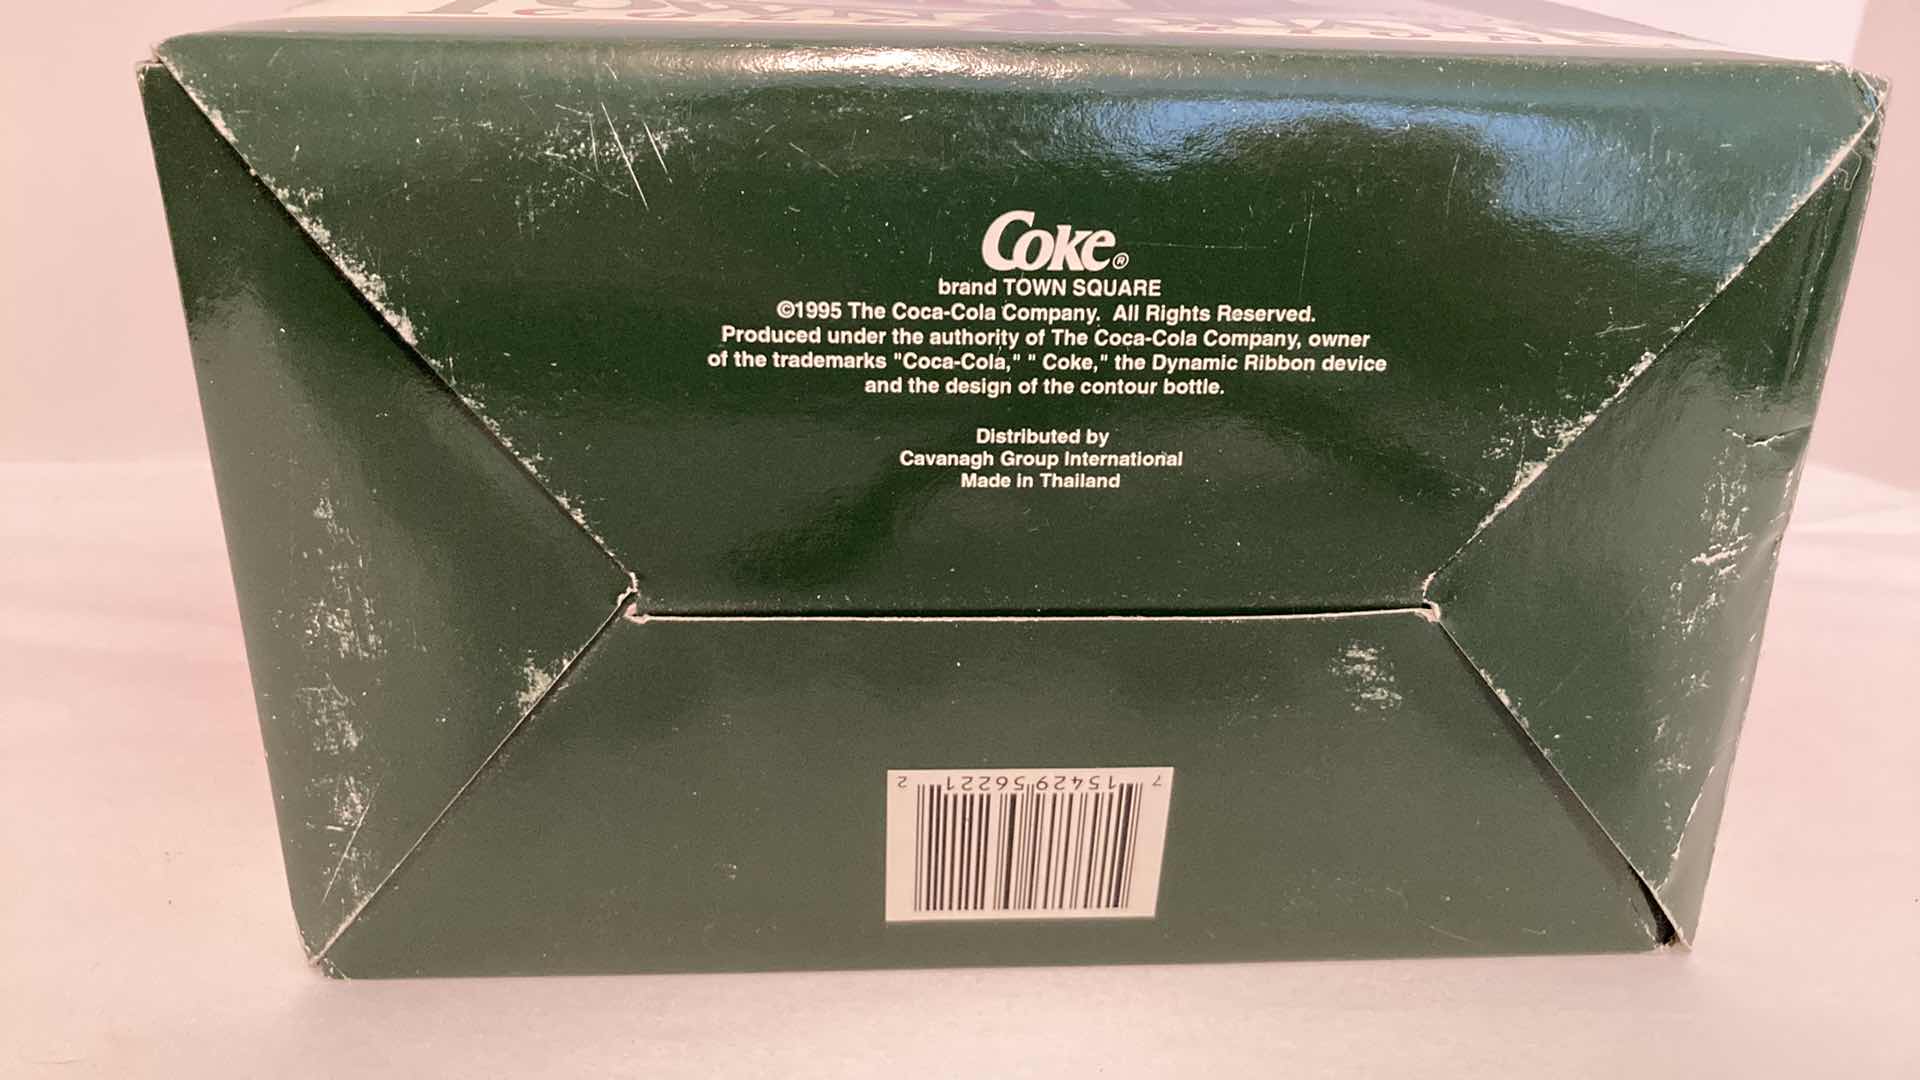 Coke®
brand TOWN SQUARE
©1995 The Coca-Cola Company. All Rights Reserved.
Produced under the authority of The Coca-Cola Company, owner
of the trademarks "Coca-Cola," " Coke," the Dynamic Ribbon device
and the design of the contour bottle.
Distributed by
Cavanagh Group International
Made in Thailand
7 15429 56221 2